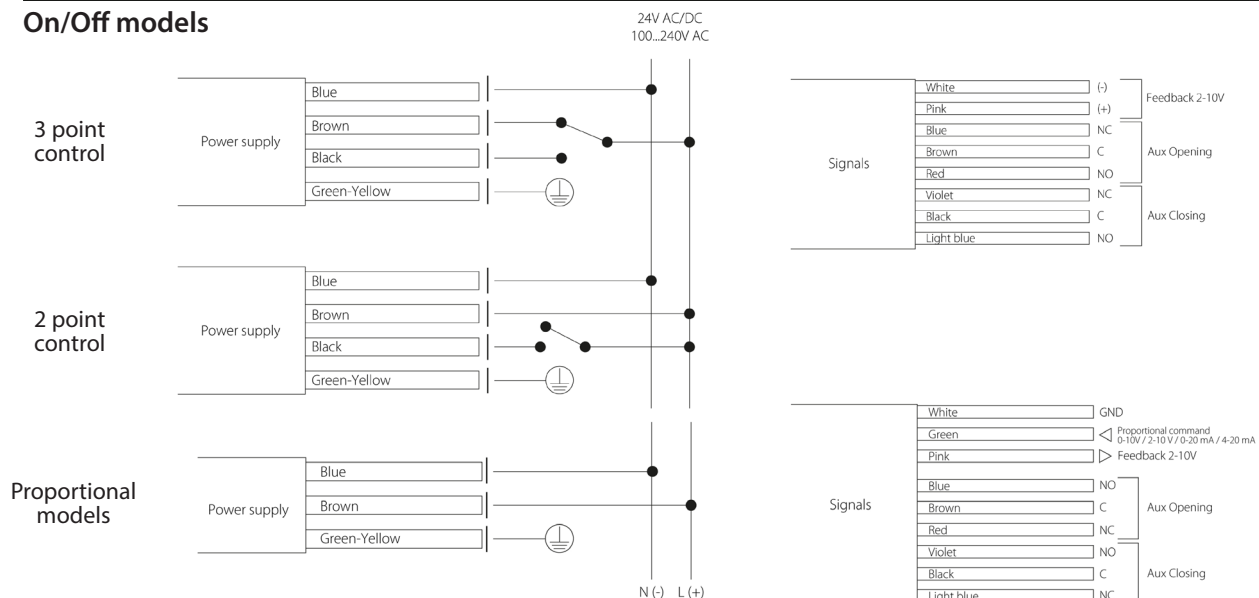 On/Off models
24V AC/DC
100...240V AC
3 point
control
Power supply
Blue
Brown
Black
Green-Yellow
Signals
White (-)
Pink (+)
Feedback 2-10V
Blue NC
Brown C
Red NO
Aux Opening
Violet NC
Black C
Light blue NO
Aux Closing
2 point
control
Power supply
Blue
Brown
Black
Green-Yellow
Proportional
models
Power supply
Blue
Brown
Green-Yellow
N (-) L (+)
Signals
White GND
Green Proportional command
0-10V / 2-10 V / 0-20 mA / 4-20 mA
Pink Feedback 2-10V
Blue NO
Brown C
Red NC
Aux Opening
Violet NO
Black C
Light blue NC
Aux Closing